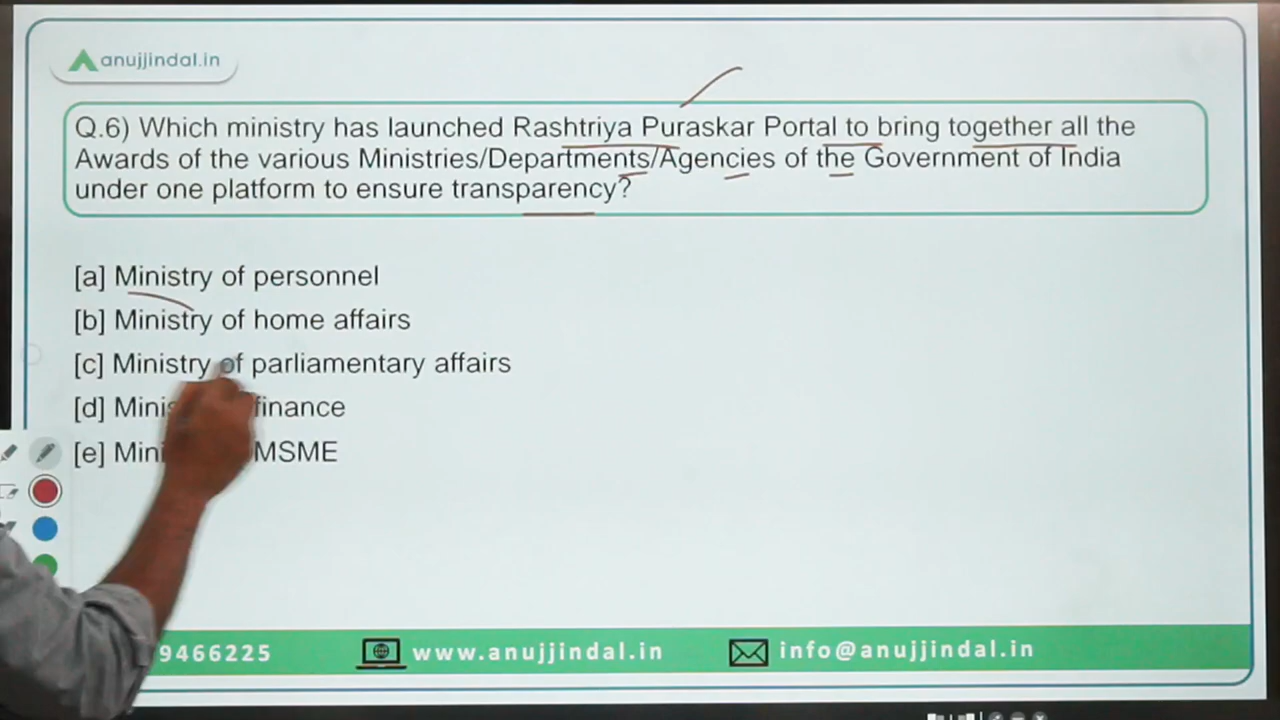 anujjindal.in
Q.6) Which ministry has launched Rashtriya Puraskar Portal to bring together all the
Awards of the various Ministries/Departments/Agencies of the Government of India
under one platform to ensure transparency?
[a] Ministry of personnel
[b] Ministry of home affairs
[c] Ministry of parliamentary affairs
[d] finance
[e] MSME
9466225 www.anujjindal.in info@anujjindal.in